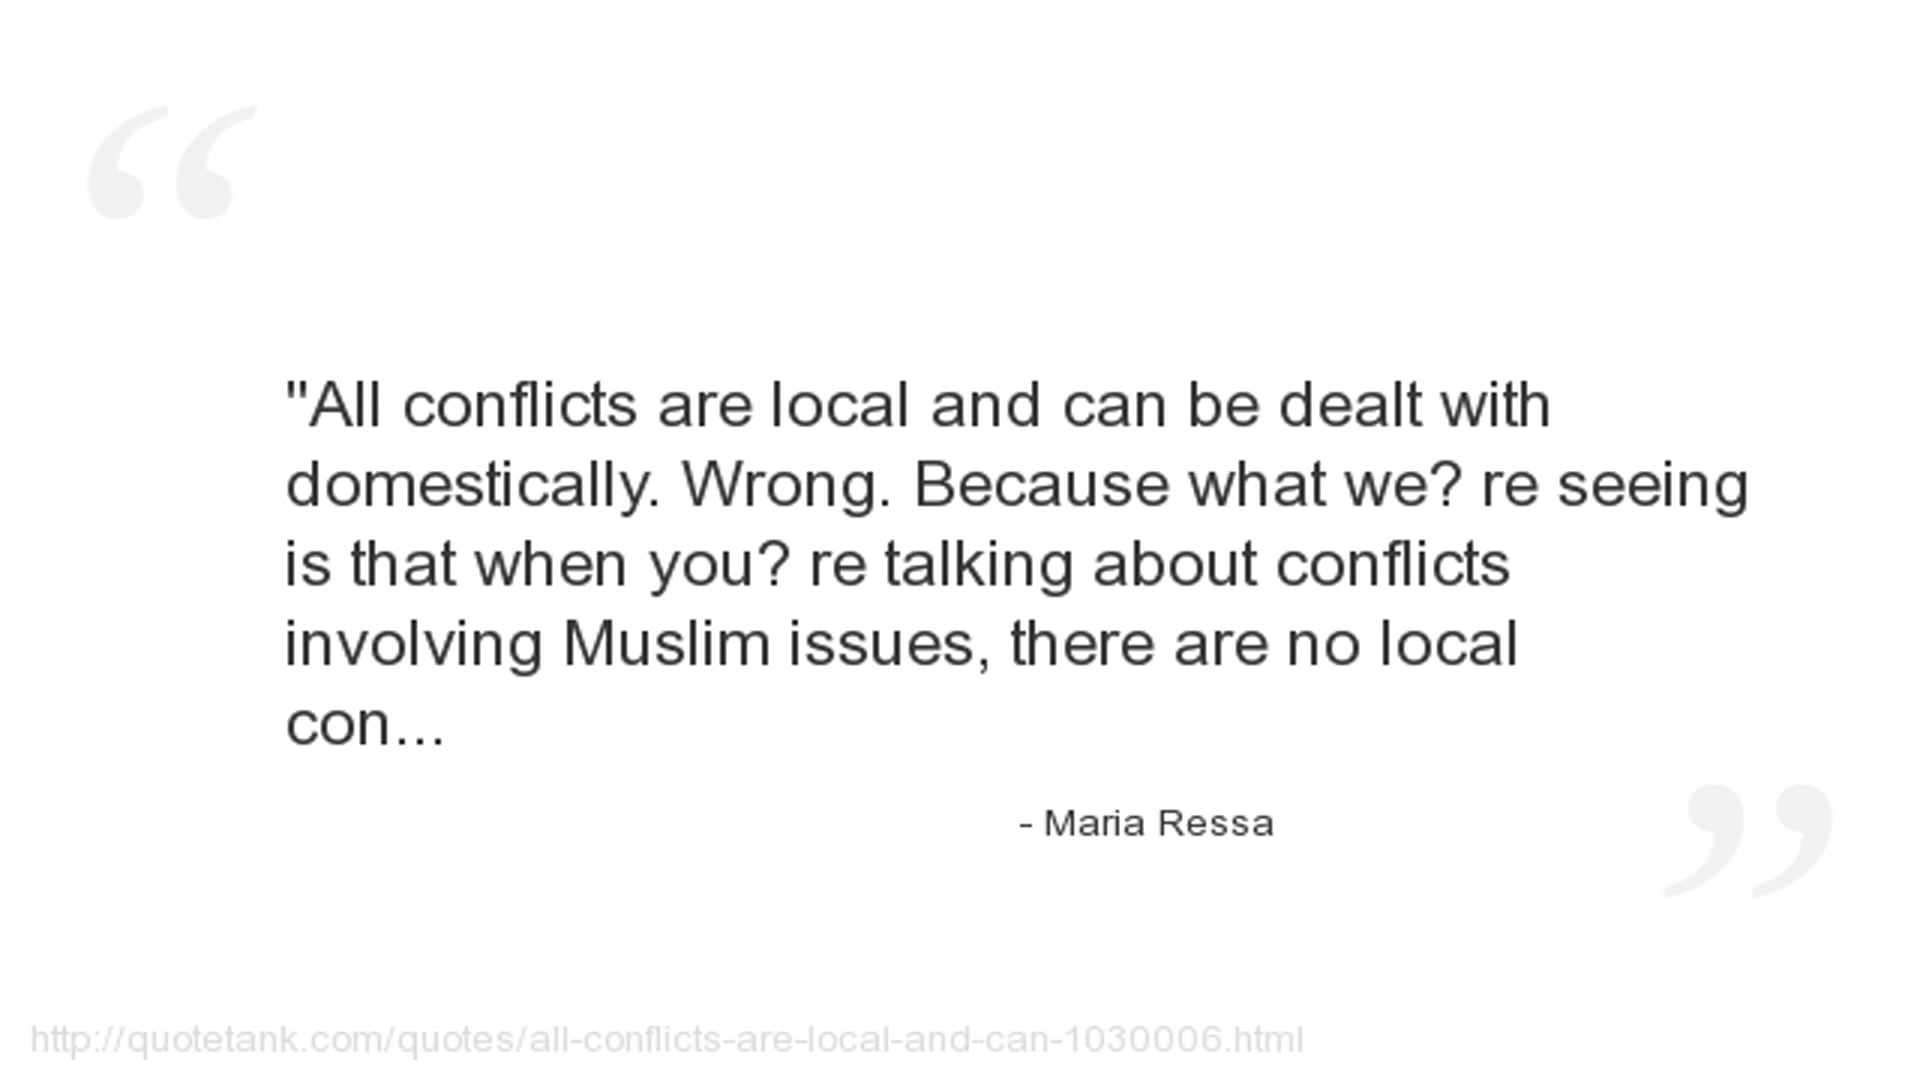 "All conflicts are local and can be dealt with
domestically. Wrong. Because what we? re seeing
is that when you? re talking about conflicts
involving Muslim issues, there are no local
con...
- Maria Ressa
http://quotetank.com/quotes/all-conflicts-are-local-and-can-1030006.html